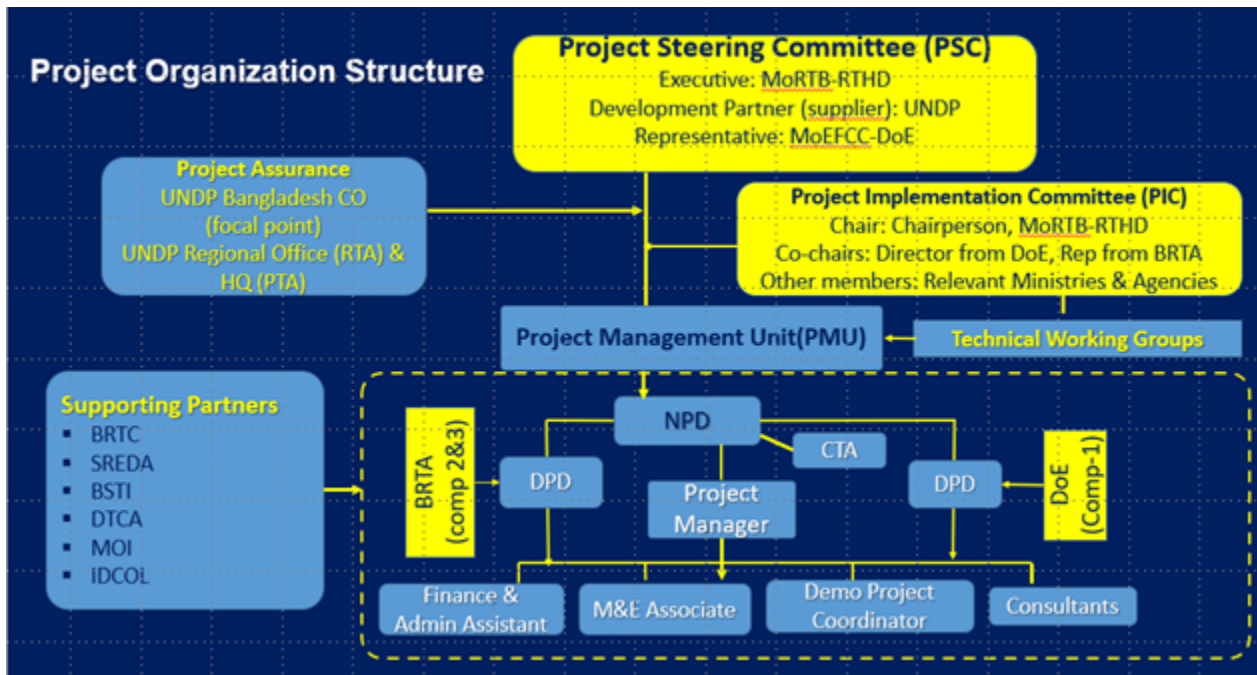 Project Organization Structure
Project Steering Committee (PSC)
Executive: MoRTB-RTHD
Development Partner (supplier): UNDP
Representative: MoEFCC-DoE
Project Assurance
UNDP Bangladesh CO
(focal point)
UNDP Regional Office (RTA) &
HQ (PTA)
Project Implementation Committee (PIC)
Chair: Chairperson, MoRTB-RTHD
Co-chairs: Director from DoE, Rep from BRTA
Other members: Relevant Ministries & Agencies
Project Management Unit(PMU)
Technical Working Groups
Supporting Partners
▪ BRTC
▪ SREDA
▪ BSTI
▪ DTCA
▪ MOI
▪ IDCOL
BRTA
(comp 2&3)
NPD
CTA
DPD
Project
Manager
DPD
DoE
(Comp-1)
Finance &
Admin Assistant
M&E Associate
Demo Project
Coordinator
Consultants